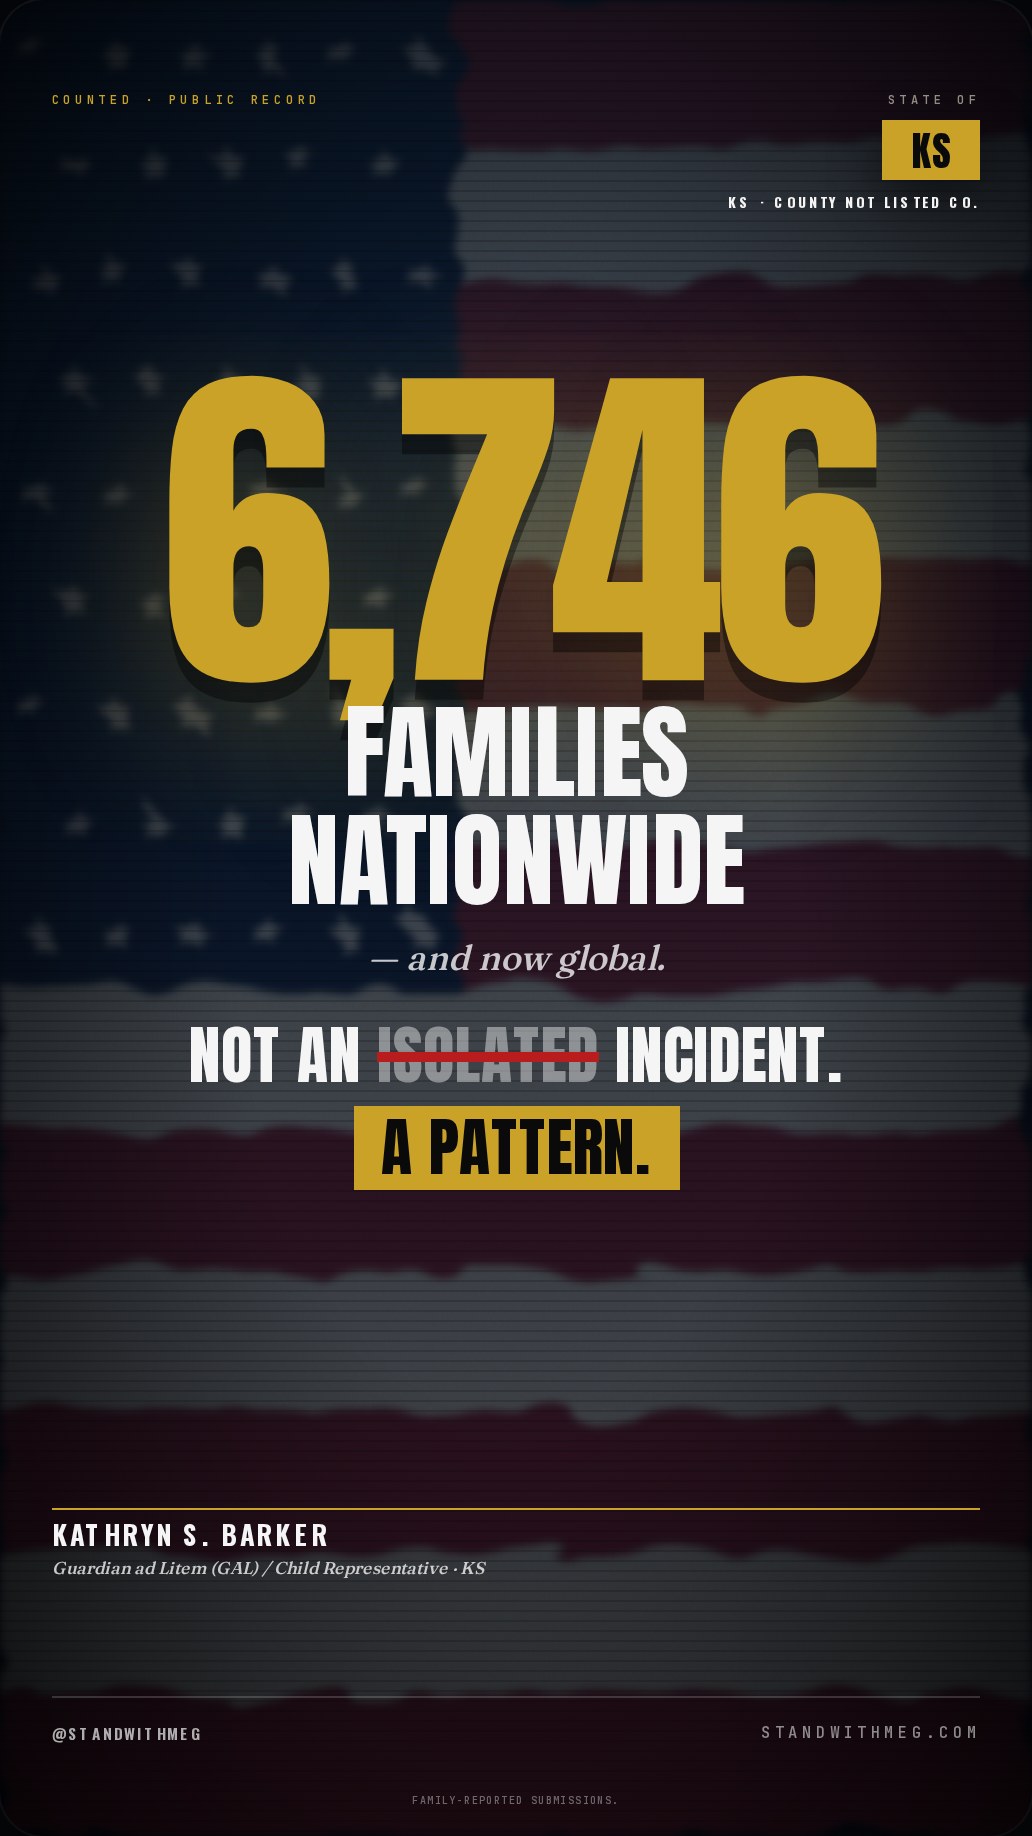 COUNTED · PUBLIC RECORD
STATE OF
KS
KS · COUNTY NOT LISTED CO.
6,746
FAMILIES
NATIONWIDE
— and now global.
NOT AN ISOLATED INCIDENT.
A PATTERN.
KATHRYN S. BARKER
Guardian ad Litem (GAL) / Child Representative · KS
@STANDWITHMEG
STANDWITHMEG.COM
FAMILY-REPORTED SUBMISSIONS.